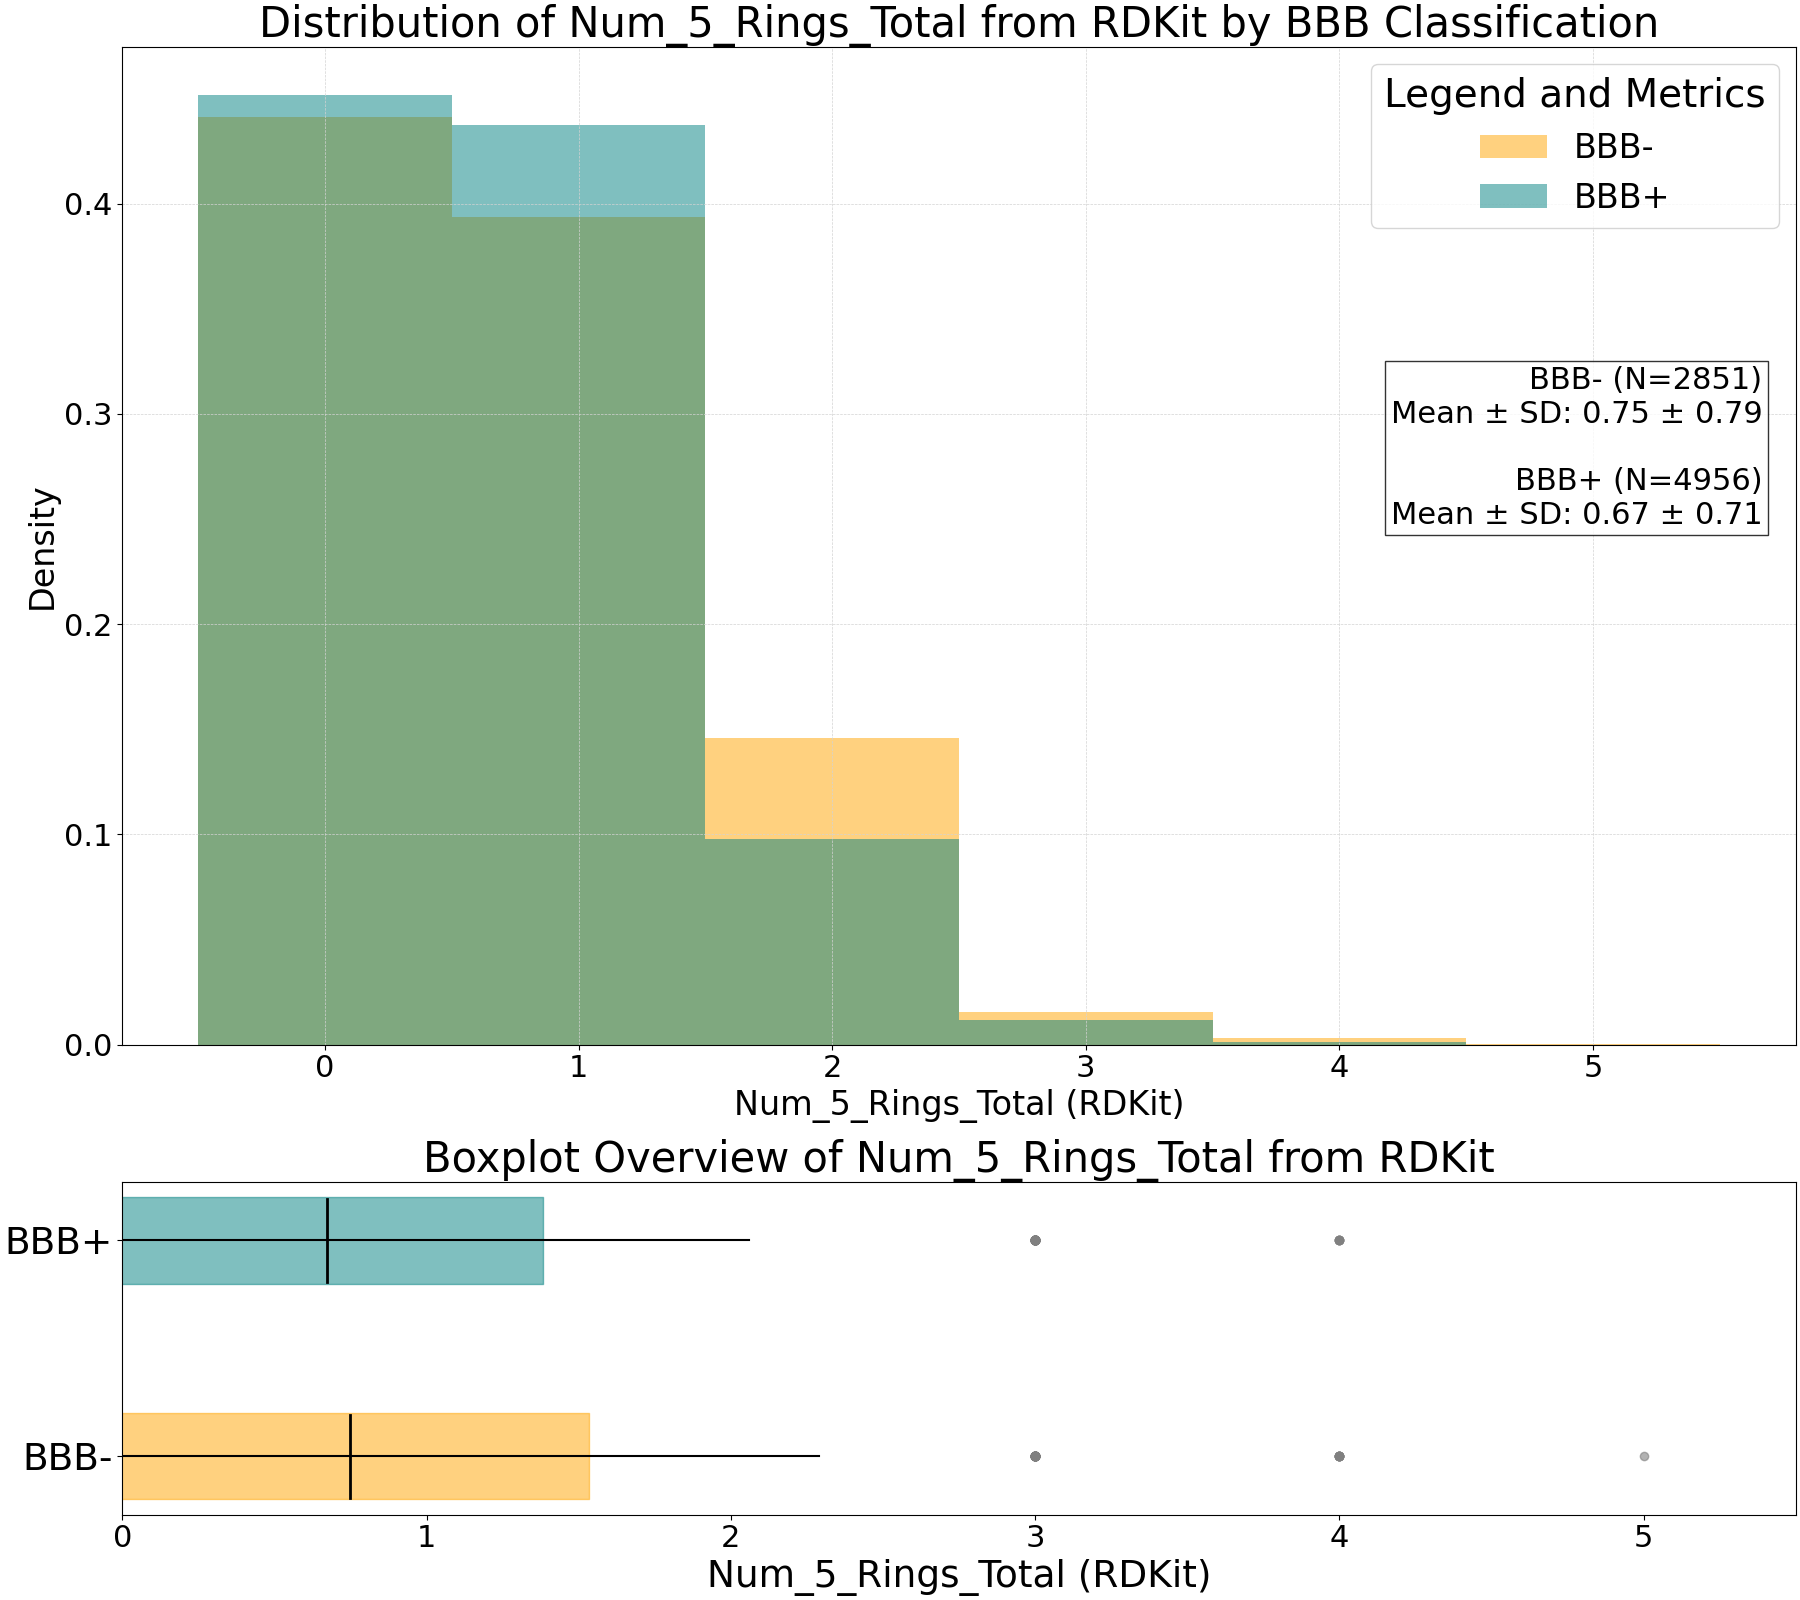 Distribution of Num_5_Rings_Total from RDKit by BBB Classification
Legend and Metrics
BBB-
BBB+
BBB- (N=2851)
Mean ± SD: 0.75 ± 0.79
BBB+ (N=4956)
Mean ± SD: 0.67 ± 0.71
Density
0.4
0.3
0.2
0.1
0.0
0 1 2 3 4 5
Num_5_Rings_Total (RDKit)
Boxplot Overview of Num_5_Rings_Total from RDKit
BBB+
BBB-
0 1 2 3 4 5
Num_5_Rings_Total (RDKit)